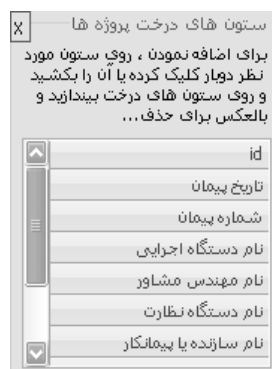 ستون های درخت پروژه ها
x
برای اضافه نمودن ، روی ستون مورد
نظر دوبار کلیک کرده یا آن را بکشید
و روی ستون های درخت بیندازید و
بالعکس برای حذف...
id
تاریخ پیمان
شماره پیمان
نام دستگاه اجرایی
نام مهندس مشاور
نام دستگاه نظارت
نام سازنده یا پیمانکار